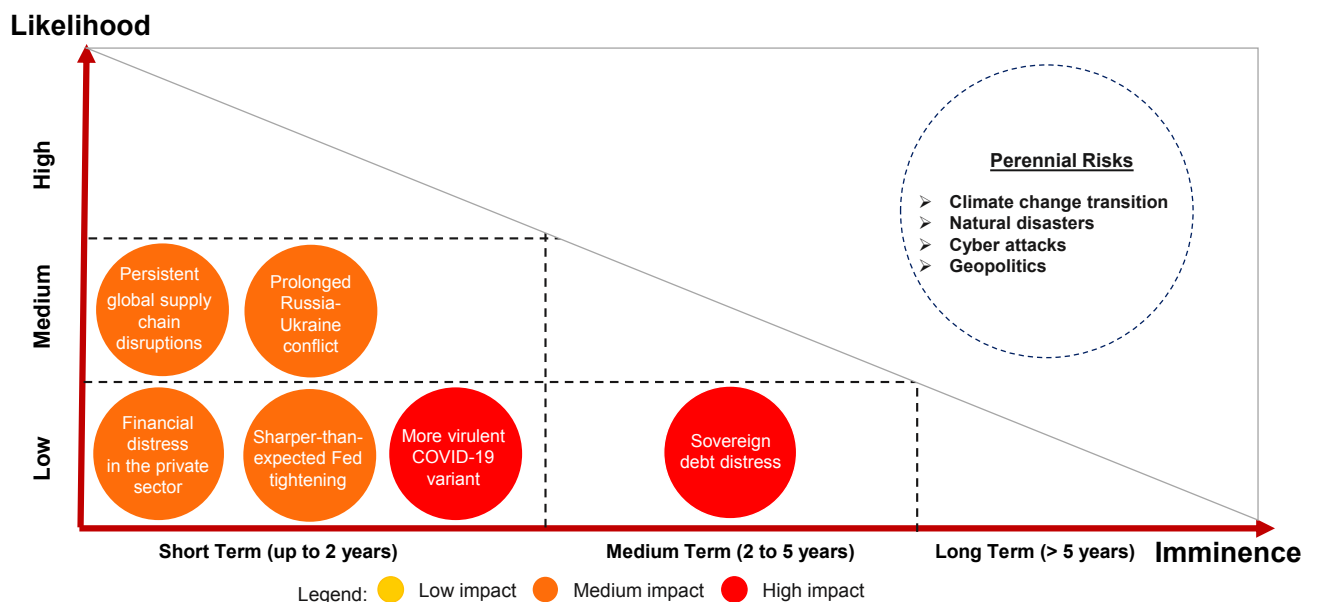 Likelihood
High
Perennial Risks
➢ Climate change transition
➢ Natural disasters
➢ Cyber attacks
➢ Geopolitics
Medium
Persistent
global supply
chain
disruptions
Prolonged
Russia-
Ukraine
conflict
Low
Financial
distress
in the private
sector
Sharper-than-
expected Fed
tightening
More virulent
COVID-19
variant
Sovereign
debt distress
Short Term (up to 2 years)
Medium Term (2 to 5 years)
Long Term (> 5 years)
Imminence
Legend:
Low impact
Medium impact
High impact